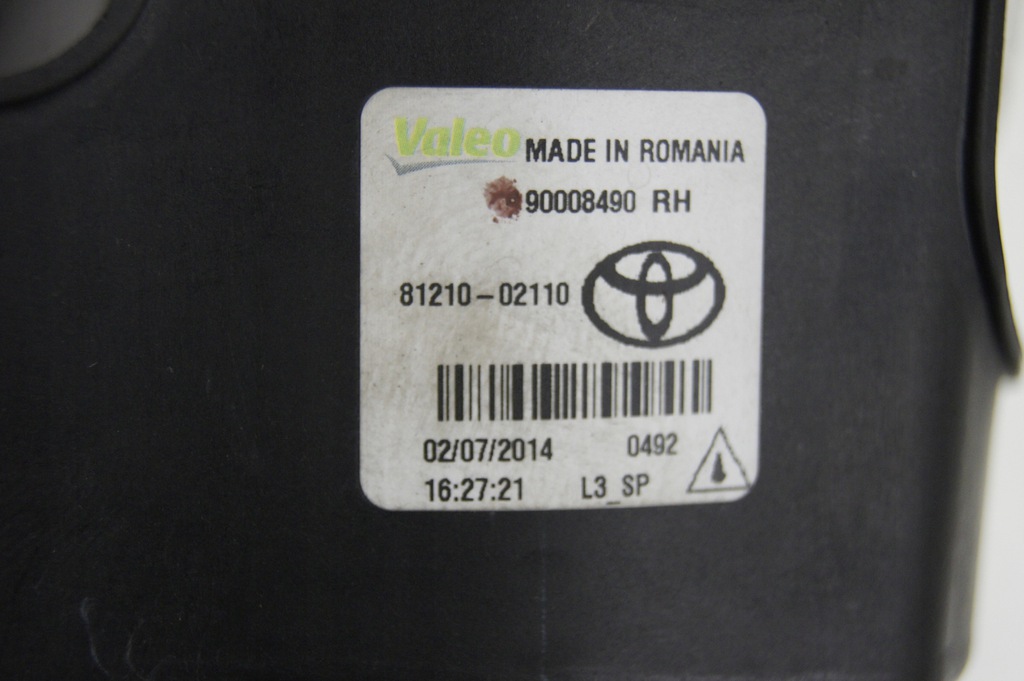 Valeo MADE IN ROMANIA
90008490 RH
81210-02110
02/07/2014 0492
16:27:21 L3_SP